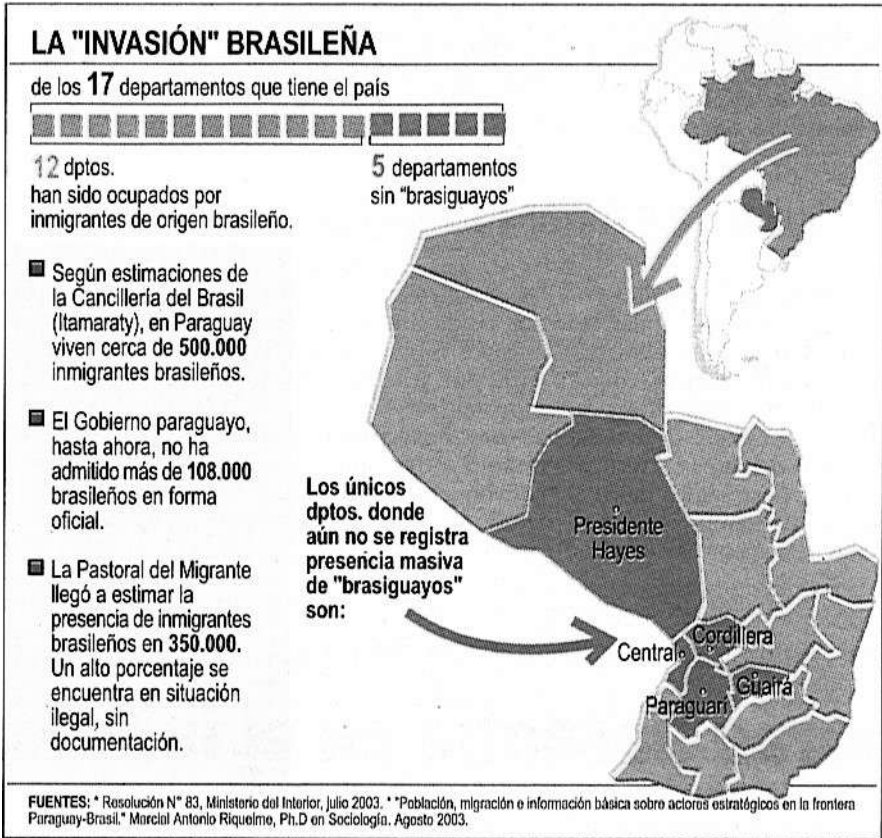 LA "INVASIÓN" BRASILEÑA
de los 17 departamentos que tiene el país
12 dptos.
han sido ocupados por
inmigrantes de origen brasileño.
5 departamentos
sin "brasiguayos"
Según estimaciones de
la Cancillería del Brasil
(Itamaraty), en Paraguay
viven cerca de 500.000
inmigrantes brasileños.
El Gobierno paraguayo,
hasta ahora, no ha
admitido más de 108.000
brasileños en forma
oficial.
La Pastoral del Migrante
llegó a estimar la
presencia de inmigrantes
brasileños en 350.000.
Un alto porcentaje se
encuentra en situación
ilegal, sin
documentación.
Los únicos
dptos. donde
aún no se registra
presencia masiva
de "brasiguayos"
son:
Presidente
Hayes
Cordillera
Central
Guairá
Paraguarí
FUENTES: * Resolución N° 83, Ministerio del Interior, julio 2003. * "Población, migración e información básica sobre actores estratégicos en la frontera
Paraguay-Brasil." Marcial Antonio Riquelme, Ph.D en Sociología. Agosto 2003.